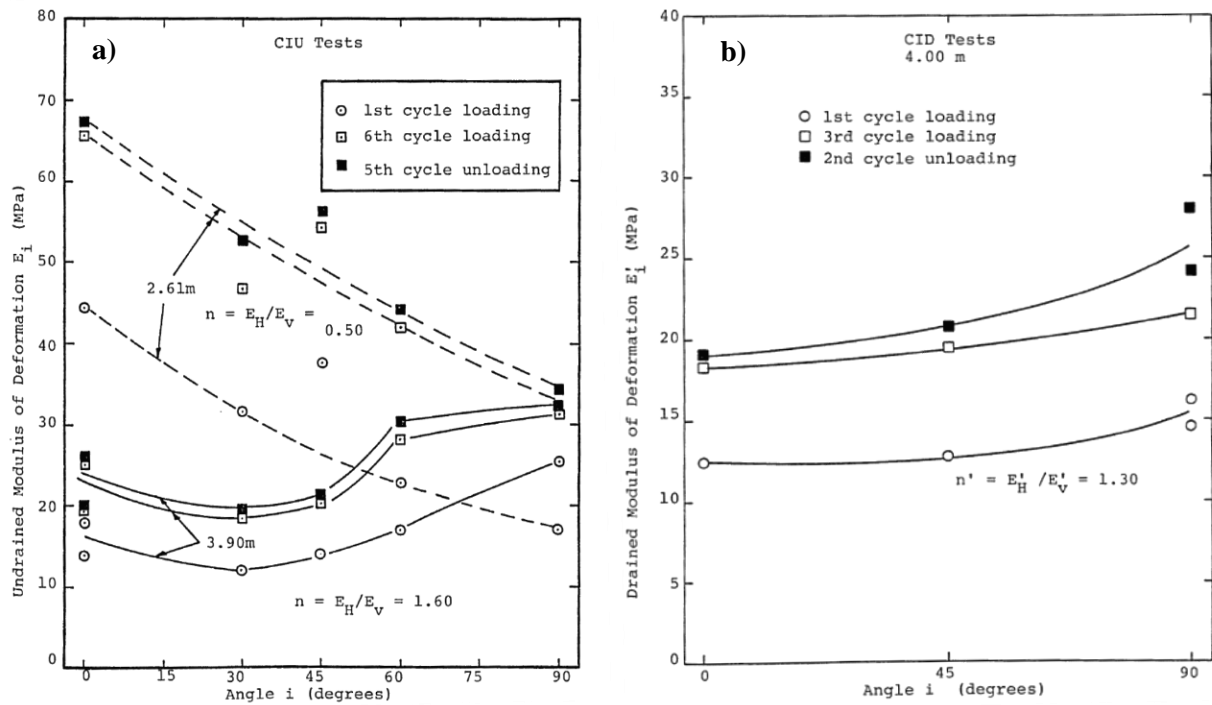 a)
CIU Tests
1st cycle loading
6th cycle loading
5th cycle unloading
Undrained Modulus of Deformation E_i (MPa)
80
70
60
50
40
30
20
10
0
2.61m
n = E_H/E_v = 0.50
3.90m
n = E_H/E_v = 1.60
0 15 30 45 60 75 90
Angle i (degrees)
b)
CID Tests
4.00 m
1st cycle loading
3rd cycle loading
2nd cycle unloading
Drained Modulus of Deformation E'_i (MPa)
40
35
30
25
20
15
10
5
0
n' = E'_H/E'_v = 1.30
0 45 90
Angle i (degrees)